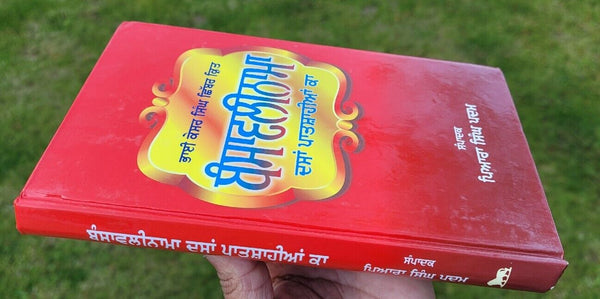 ਭਾਈ ਕੇਸਰ ਸਿੰਘ ਛਿੱਬਰ ਕ੍ਰਿਤ
ਬੰਸਾਵਲੀਨਾਮਾ
ਦਸਾਂ ਪਾਤਸ਼ਾਹੀਆਂ ਕਾ
ਸੰਪਾਦਕ
ਪਿਆਰਾ ਸਿੰਘ ਪਦਮ
ਬੰਸਾਵਲੀਨਾਮਾ ਦਸਾਂ ਪਾਤਸ਼ਾਹੀਆਂ ਕਾ
ਸੰਪਾਦਕ
ਪਿਆਰਾ ਸਿੰਘ ਪਦਮ